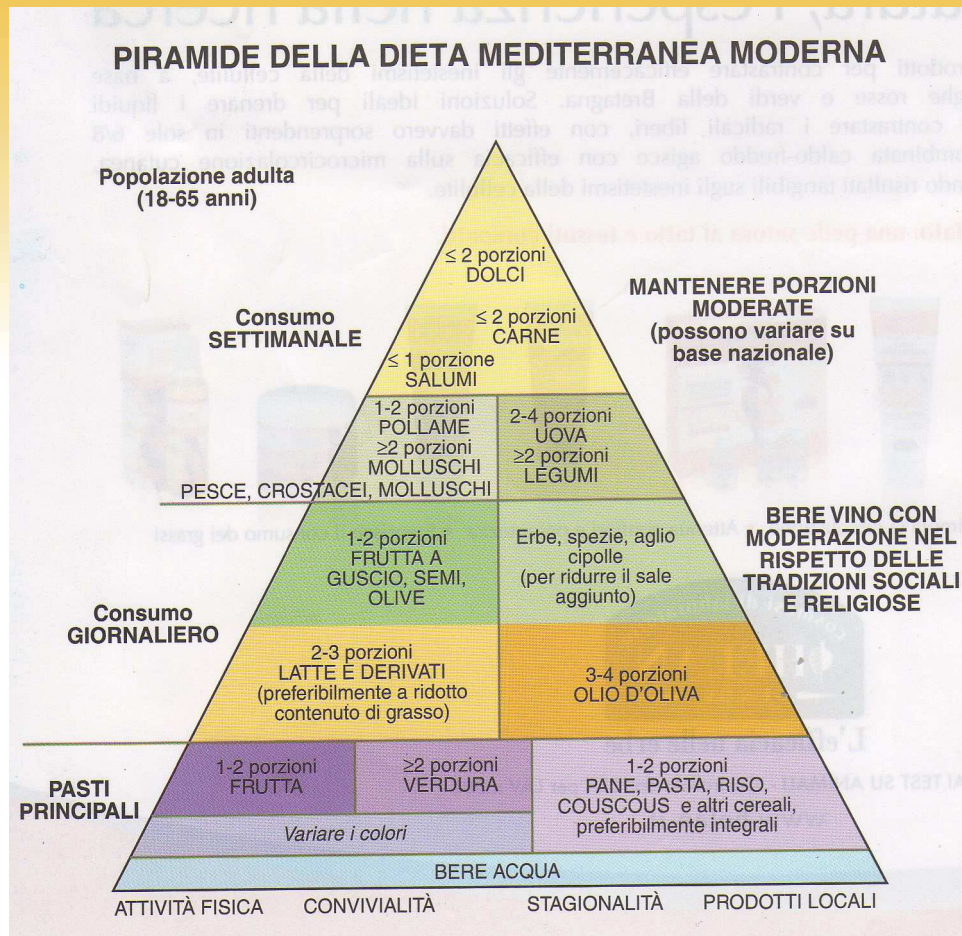 PIRAMIDE DELLA DIETA MEDITERRANEA MODERNA
Popolazione adulta
(18-65 anni)
≤ 2 porzioni
DOLCI
≤ 2 porzioni
CARNE
≤ 1 porzione
SALUMI
Consumo
SETTIMANALE
MANTENERE PORZIONI
MODERATE
(possono variare su
base nazionale)
1-2 porzioni
POLLAME
≥2 porzioni
MOLLUSCHI
PESCE, CROSTACEI, MOLLUSCHI
2-4 porzioni
UOVA
≥2 porzioni
LEGUMI
BERE VINO CON
MODERAZIONE NEL
RISPETTO DELLE
TRADIZIONI SOCIALI
E RELIGIOSE
1-2 porzioni
FRUTTA A
GUSCIO, SEMI,
OLIVE
Erbe, spezie, aglio
cipolle
(per ridurre il sale
aggiunto)
Consumo
GIORNALIERO
2-3 porzioni
LATTE E DERIVATI
(preferibilmente a ridotto
contenuto di grasso)
3-4 porzioni
OLIO D'OLIVA
PASTI
PRINCIPALI
1-2 porzioni
FRUTTA
≥2 porzioni
VERDURA
1-2 porzioni
PANE, PASTA, RISO,
COUSCOUS e altri cereali,
preferibilmente integrali
Variare i colori
BERE ACQUA
ATTIVITÀ FISICA CONVIVIALITÀ STAGIONALITÀ PRODOTTI LOCALI